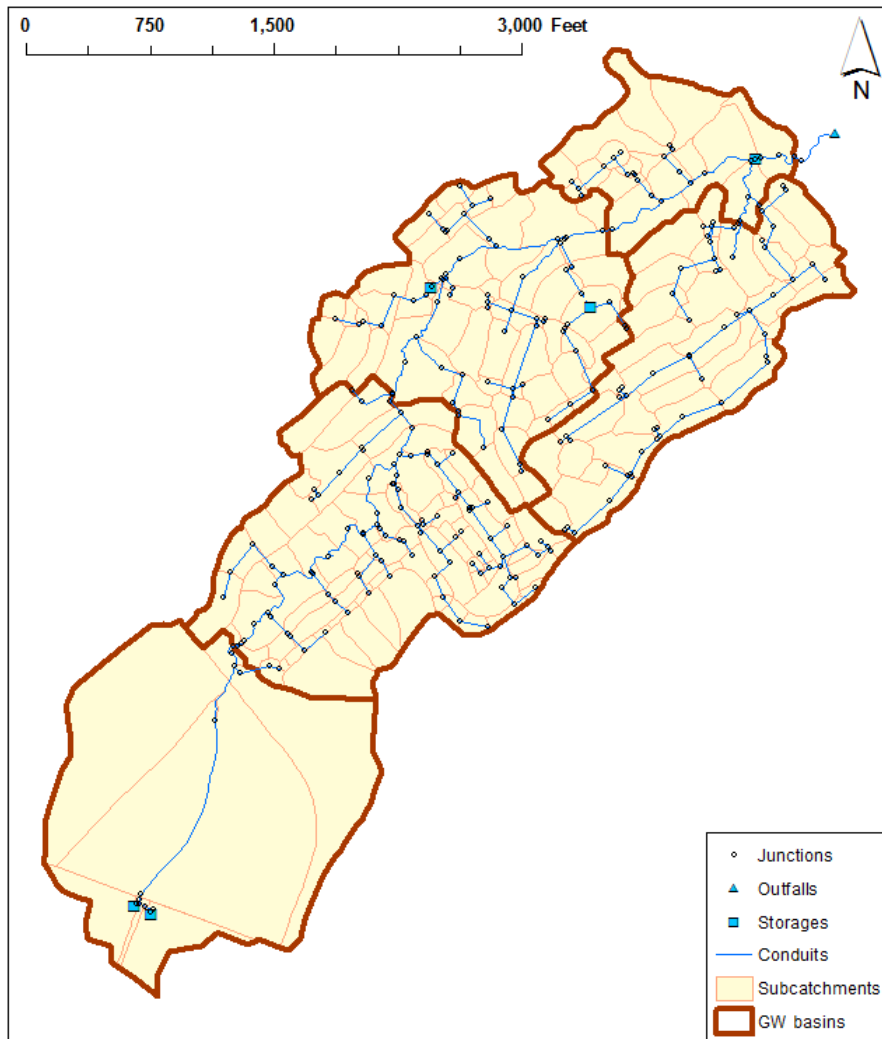 0 750 1,500 3,000 Feet
N
Junctions
Outfalls
Storages
Conduits
Subcatchments
GW basins